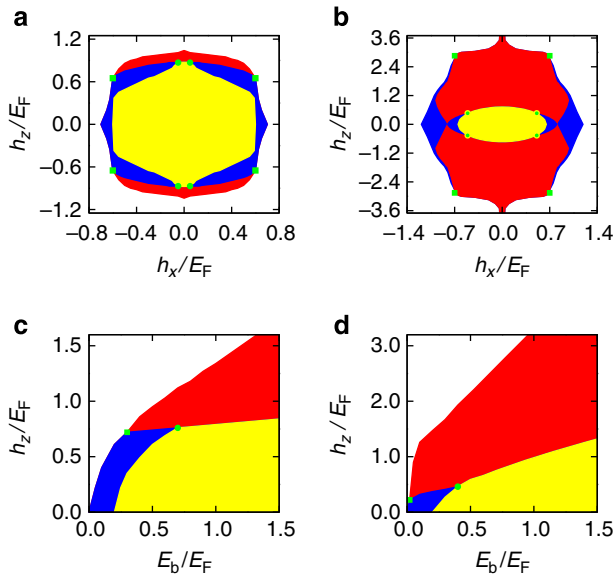 a
b
1.2
0.6
0.0
−0.6
−1.2
h_z/E_F
−0.8 −0.4 0.0 0.4 0.8
h_x/E_F
3.6
2.4
1.2
0.0
−1.2
−2.4
−3.6
h_z/E_F
−1.4 −0.7 0.0 0.7 1.4
h_x/E_F
c
d
1.5
1.0
0.5
0.0
h_z/E_F
0.0 0.5 1.0 1.5
E_b/E_F
3.0
2.0
1.0
0.0
h_z/E_F
0.0 0.5 1.0 1.5
E_b/E_F